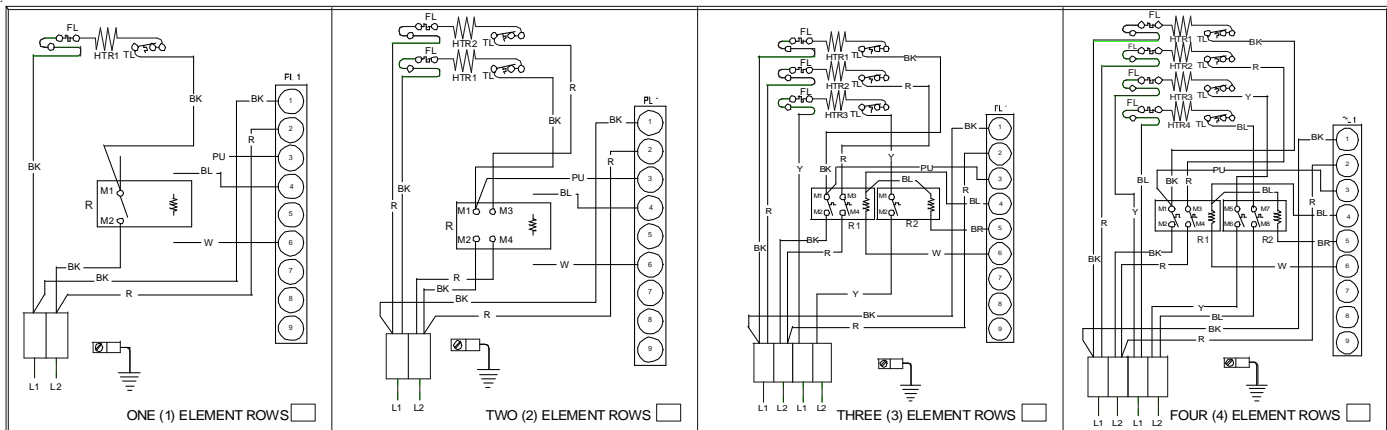 FL
HTR1 TL
BK
BK
R
PU
BL
M1
R
M2
W
BK
BK
R
1
2
3
4
5
6
7
8
9
L1 L2
ONE (1) ELEMENT ROWS
FL
HTR2 TL
FL
HTR1 TL
R
BK
BK
R
BK
R
PU
BL
M1 M3
R
M2 M4
W
R
BK
BK
R
1
2
3
4
5
6
7
8
9
L1 L2
TWO (2) ELEMENT ROWS
FL
HTR1 TL
BK
FL
HTR2 TL
R
FL
HTR3 TL
BK
R
Y
BK R Y
PU
BL
R
M1 M3 M1
M2 M4 M2
R1 R2
BL
BR
BK
R
W
Y
BK
R
1
2
3
4
5
6
7
8
9
L1 L2 L1 L2
THREE (3) ELEMENT ROWS
FL
HTR1 TL
BK
FL
HTR2 TL
R
FL
HTR3 TL
Y
FL
HTR4 TL
BL
BK
R
BL
Y
BK R
PU
BL
R
M1 M3 M5 M7
M2 M4 M6 M8
R1 R2
BL
BR
BK
R
W
Y
BL
BK
R
1
2
3
4
5
6
7
8
9
L1 L2 L1 L2
FOUR (4) ELEMENT ROWS